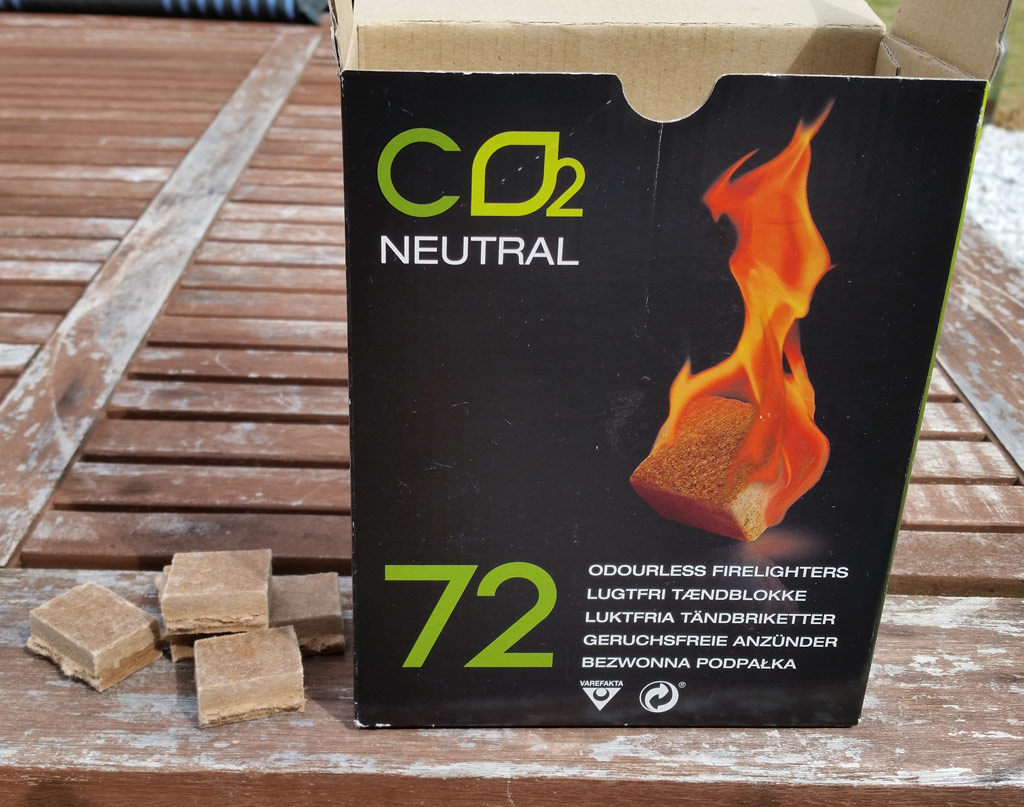 CO2
NEUTRAL
72
ODOURLESS FIRELIGHTERS
LUGTFRI TÆNDBLOKKE
LUKTFRIA TÄNDBRIKETTER
GERUCHSFREIE ANZÜNDER
BEZWONNA PODPAŁKA
VAREFAKTA
®